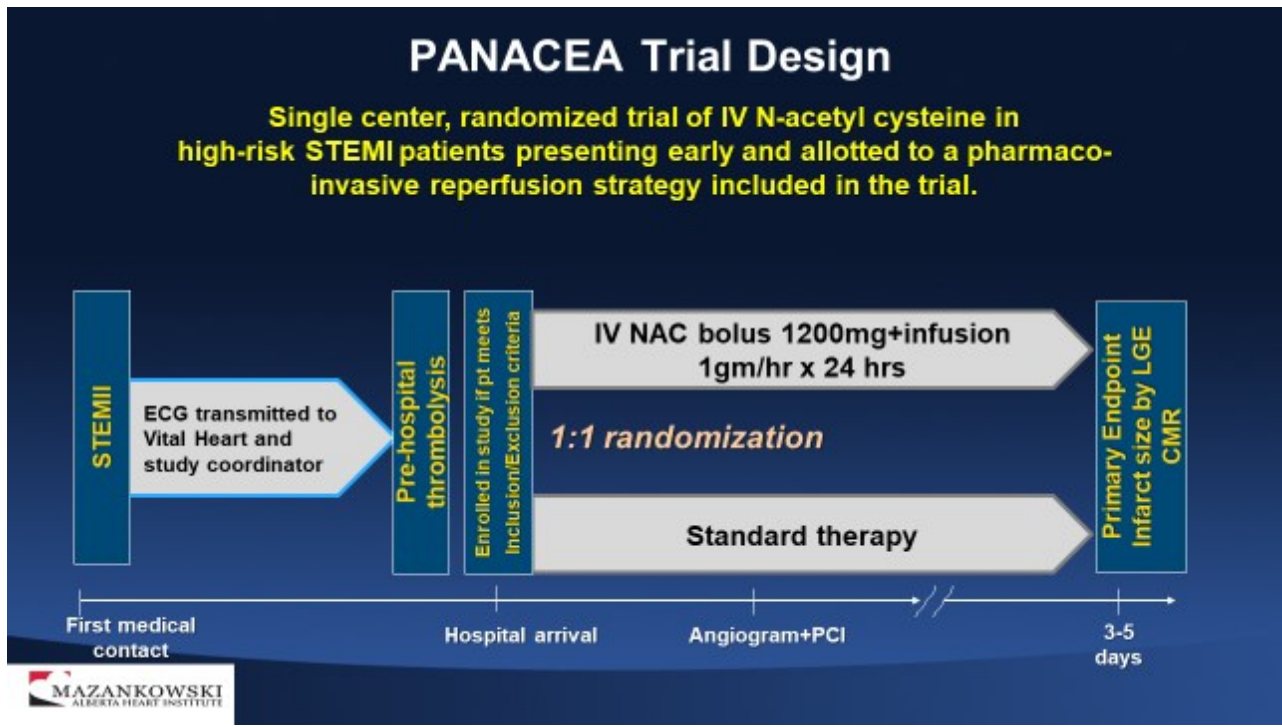 PANACEA Trial Design
Single center, randomized trial of IV N-acetyl cysteine in
high-risk STEMI patients presenting early and allotted to a pharmaco-
invasive reperfusion strategy included in the trial.
STEMII
ECG transmitted to
Vital Heart and
study coordinator
Pre-hospital
thrombolysis
Enrolled in study if pt meets
Inclusion/Exclusion criteria
IV NAC bolus 1200mg+infusion
1gm/hr x 24 hrs
1:1 randomization
Standard therapy
Primary Endpoint
Infarct size by LGE
CMR
First medical
contact
Hospital arrival
Angiogram+PCI
3-5
days
MAZANKOWSKI
ALBERTA HEART INSTITUTE